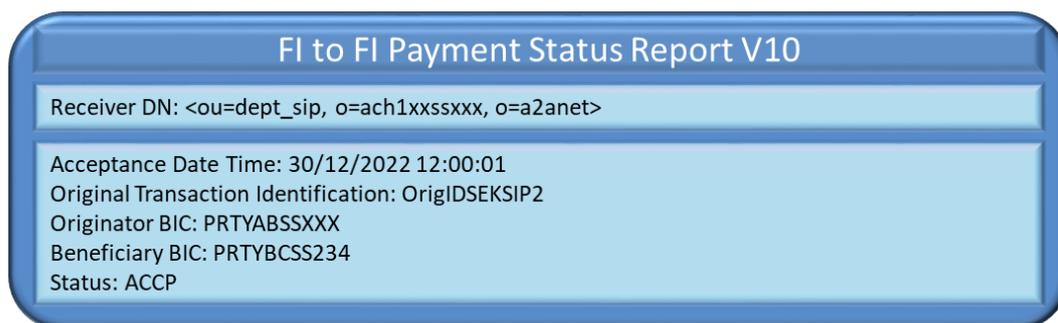 FI to FI Payment Status Report V10
Receiver DN: <ou=dept_sip, o=ach1xxssxxx, o=a2anet>
Acceptance Date Time: 30/12/2022 12:00:01
Original Transaction Identification: OrigIDSEKSIP2
Originator BIC: PRTYABSSXXX
Beneficiary BIC: PRTYBCSS234
Status: ACCP